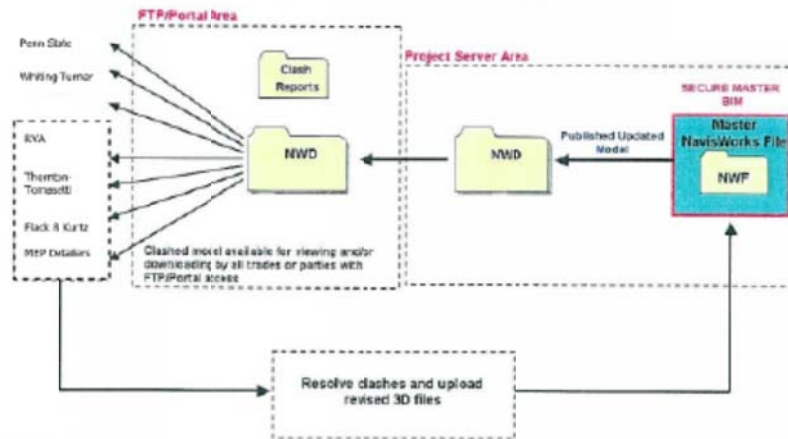 FTP/Portal Area
Penn State
Whiting Turner
Clash
Reports
Project Server Area
SECURE MASTER
BIM
Master
NavisWorks File
NWF
Published Updated
Model
NWD
NWD
RVA
Thornton-
Tomasetti
Flack & Kurtz
MEP Detailers
Clashed model available for viewing and/or
downloading by all trades or parties with
FTP/Portal access
Resolve clashes and upload
revised 3D files